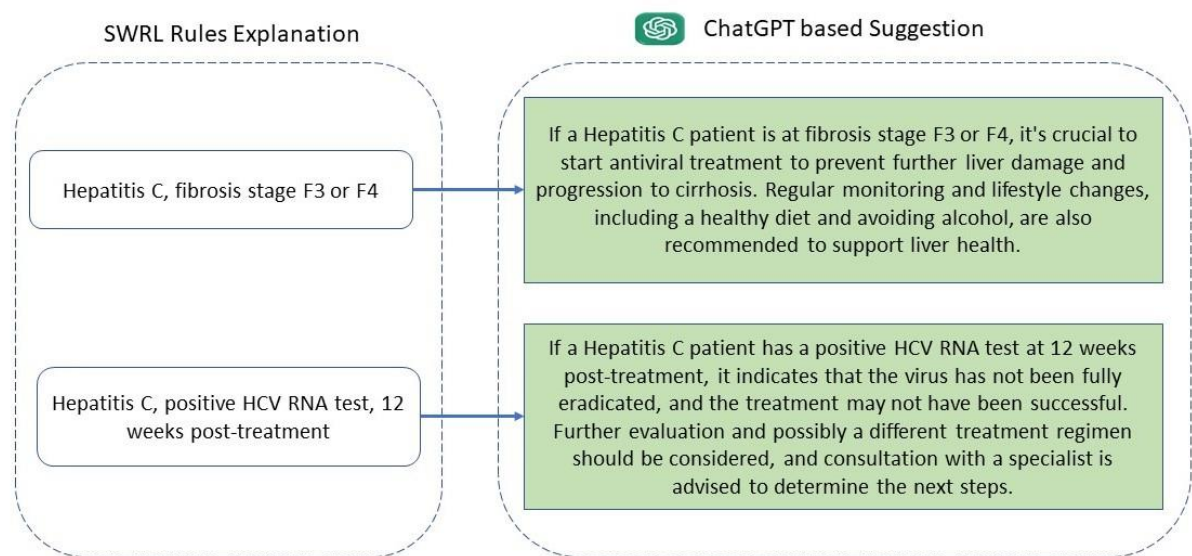 SWRL Rules Explanation
ChatGPT based Suggestion
Hepatitis C, fibrosis stage F3 or F4
If a Hepatitis C patient is at fibrosis stage F3 or F4, it's crucial to
start antiviral treatment to prevent further liver damage and
progression to cirrhosis. Regular monitoring and lifestyle changes,
including a healthy diet and avoiding alcohol, are also
recommended to support liver health.
Hepatitis C, positive HCV RNA test, 12
weeks post-treatment
If a Hepatitis C patient has a positive HCV RNA test at 12 weeks
post-treatment, it indicates that the virus has not been fully
eradicated, and the treatment may not have been successful.
Further evaluation and possibly a different treatment regimen
should be considered, and consultation with a specialist is
advised to determine the next steps.